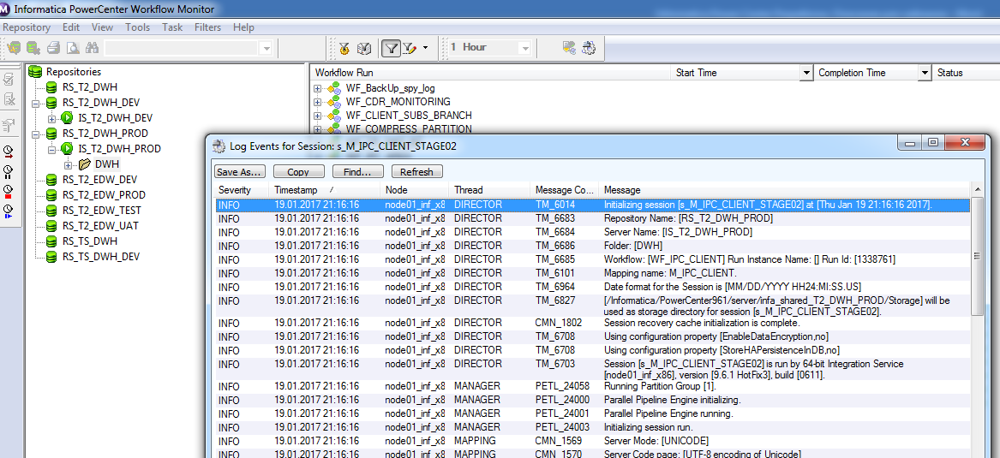 Informatica PowerCenter Workflow Monitor
Repository Edit View Tools Task Filters Help
1 Hour
Repositories
RS_T2_DWH
RS_T2_DWH_DEV
IS_T2_DWH_DEV
RS_T2_DWH_PROD
IS_T2_DWH_PROD
DWH
RS_T2_EDW_DEV
RS_T2_EDW_PROD
RS_T2_EDW_TEST
RS_T2_EDW_UAT
RS_TS_DWH
RS_TS_DWH_DEV
Workflow Run Start Time Completion Time Status
WF_BackUp_spy_log
WF_CDR_MONITORING
WF_CLIENT_SUBS_BRANCH
WF_COMPRESS_PARTITION
Log Events for Session: s_M_IPC_CLIENT_STAGE02
Save As... Copy Find... Refresh
Severity Timestamp / Node Thread Message Co... Message
INFO 19.01.2017 21:16:16 node01_inf_x8 DIRECTOR TM_6014 Initializing session [s_M_IPC_CLIENT_STAGE02] at [Thu Jan 19 21:16:16 2017].
INFO 19.01.2017 21:16:16 node01_inf_x8 DIRECTOR TM_6683 Repository Name: [RS_T2_DWH_PROD]
INFO 19.01.2017 21:16:16 node01_inf_x8 DIRECTOR TM_6684 Server Name: [IS_T2_DWH_PROD]
INFO 19.01.2017 21:16:16 node01_inf_x8 DIRECTOR TM_6686 Folder: [DWH]
INFO 19.01.2017 21:16:16 node01_inf_x8 DIRECTOR TM_6685 Workflow: [WF_IPC_CLIENT] Run Instance Name: [] Run Id: [1338761]
INFO 19.01.2017 21:16:16 node01_inf_x8 DIRECTOR TM_6101 Mapping name: M_IPC_CLIENT.
INFO 19.01.2017 21:16:16 node01_inf_x8 DIRECTOR TM_6964 Date format for the Session is [MM/DD/YYYY HH24:MI:SS.US]
INFO 19.01.2017 21:16:16 node01_inf_x8 DIRECTOR TM_6827 [/Informatica/PowerCenter961/server/infa_shared_T2_DWH_PROD/Storage] will be
used as storage directory for session [s_M_IPC_CLIENT_STAGE02].
INFO 19.01.2017 21:16:16 node01_inf_x8 DIRECTOR CMN_1802 Session recovery cache initialization is complete.
INFO 19.01.2017 21:16:16 node01_inf_x8 DIRECTOR TM_6708 Using configuration property [EnableDataEncryption,no]
INFO 19.01.2017 21:16:16 node01_inf_x8 DIRECTOR TM_6708 Using configuration property [StoreHAPersistenceInDB,no]
INFO 19.01.2017 21:16:16 node01_inf_x8 DIRECTOR TM_6703 Session [s_M_IPC_CLIENT_STAGE02] is run by 64-bit Integration Service
[node01_inf_x86], version [9.6.1 HotFix3], build [0611].
INFO 19.01.2017 21:16:16 node01_inf_x8 MANAGER PETL_24058 Running Partition Group [1].
INFO 19.01.2017 21:16:16 node01_inf_x8 MANAGER PETL_24000 Parallel Pipeline Engine initializing.
INFO 19.01.2017 21:16:16 node01_inf_x8 MANAGER PETL_24001 Parallel Pipeline Engine running.
INFO 19.01.2017 21:16:16 node01_inf_x8 MANAGER PETL_24003 Initializing session run.
INFO 19.01.2017 21:16:16 node01_inf_x8 MAPPING CMN_1569 Server Mode: [UNICODE]
INFO 19.01.2017 21:16:16 node01_inf_x8 MAPPING CMN_1570 Server Code page: [UTF-8 encoding of Unicode]